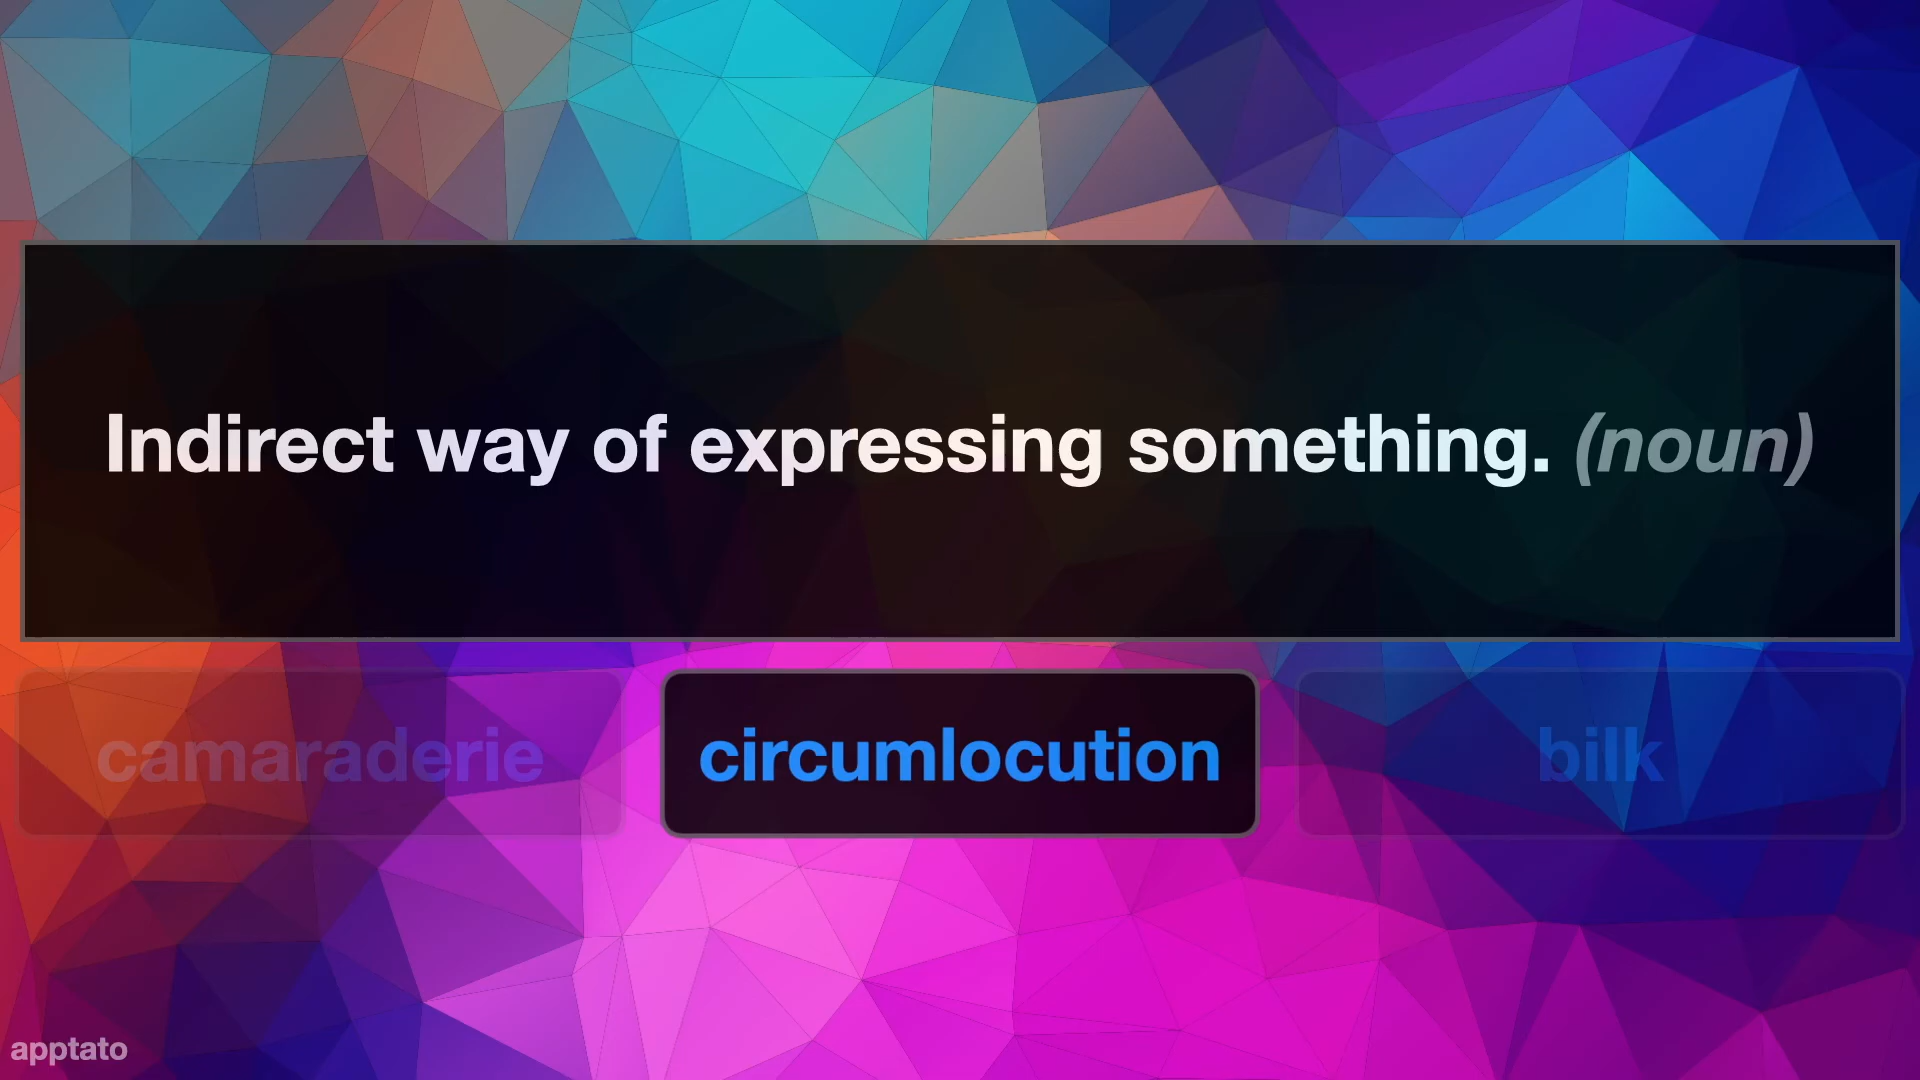 Indirect way of expressing something. (noun)
camaraderie
circumlocution
bilk
apptato